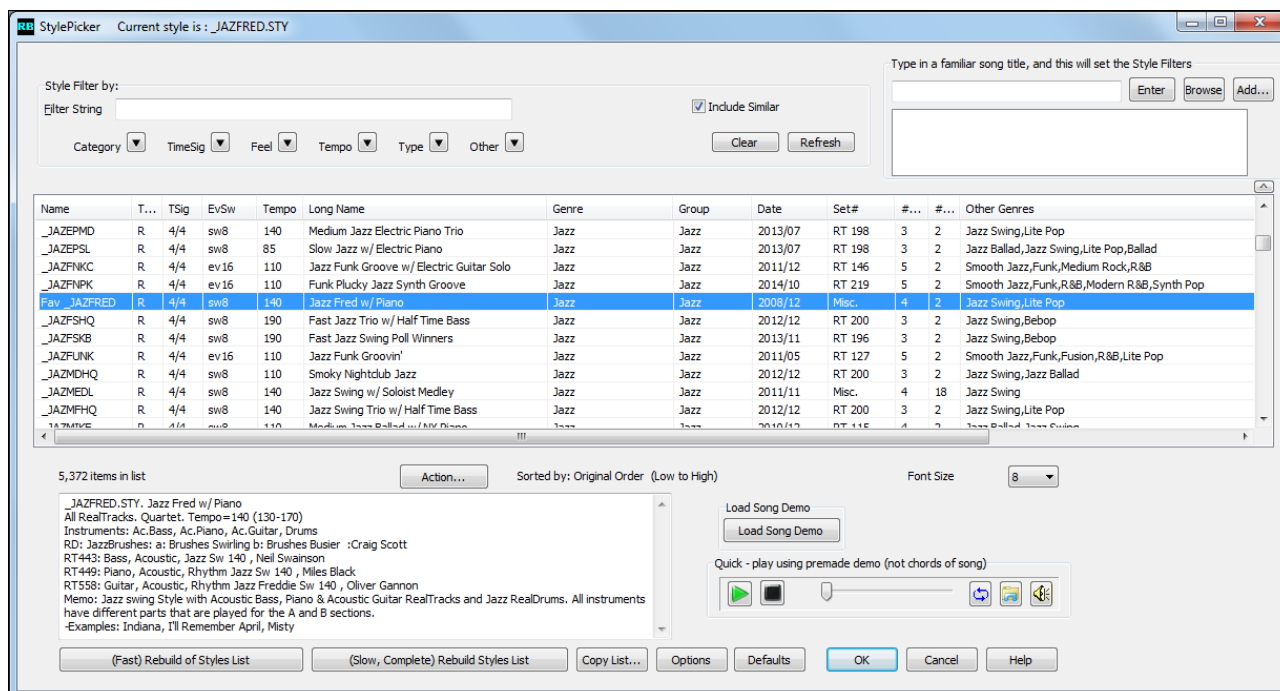 RB StylePicker Current style is : _JAZFRED.STY
Type in a familiar song title, and this will set the Style Filters
Enter Browse Add...
Style Filter by:
Filter String
Include Similar
Category TimeSig Feel Tempo Type Other
Clear Refresh
Name T... TSig EvSw Tempo Long Name Genre Group Date Set# #... #... Other Genres
_JAZEPMD R 4/4 sw8 140 Medium Jazz Electric Piano Trio Jazz Jazz 2013/07 RT 198 3 2 Jazz Swing,Lite Pop
_JAZEPSL R 4/4 sw8 85 Slow Jazz w/ Electric Piano Jazz Jazz 2013/07 RT 198 3 2 Jazz Ballad,Jazz Swing,Lite Pop,Ballad
_JAZFNKC R 4/4 ev16 110 Jazz Funk Groove w/ Electric Guitar Solo Jazz Jazz 2011/12 RT 146 5 2 Smooth Jazz,Funk,Medium Rock,R&B
_JAZFNPK R 4/4 ev16 110 Funk Plucky Jazz Synth Groove Jazz Jazz 2014/10 RT 219 5 2 Smooth Jazz,Funk,R&B,Modern R&B,Synth Pop
Fav _JAZFRED R 4/4 sw8 140 Jazz Fred w/ Piano Jazz Jazz 2008/12 Misc. 4 2 Jazz Swing,Lite Pop
_JAZFSHQ R 4/4 sw8 190 Fast Jazz Trio w/ Half Time Bass Jazz Jazz 2012/12 RT 200 3 2 Jazz Swing,Bebop
_JAZFSKB R 4/4 sw8 190 Fast Jazz Swing Poll Winners Jazz Jazz 2013/11 RT 196 3 2 Jazz Swing,Bebop
_JAZFUNK R 4/4 ev16 110 Jazz Funk Groovin' Jazz Jazz 2011/05 RT 127 5 2 Smooth Jazz,Funk,Fusion,R&B,Lite Pop
_JAZMDHQ R 4/4 sw8 110 Smoky Nightclub Jazz Jazz Jazz 2012/12 RT 200 3 2 Jazz Swing,Jazz Ballad
_JAZMEDL R 4/4 sw8 140 Jazz Swing w/ Soloist Medley Jazz Jazz 2011/11 Misc. 4 18 Jazz Swing
_JAZMFHQ R 4/4 sw8 140 Jazz Swing Trio w/ Half Time Bass Jazz Jazz 2012/12 RT 200 3 2 Jazz Swing,Lite Pop
_JAZMIKE R 4/4 sw8 110 Medium Jazz Ballad w/ NY Piano Jazz Jazz 2010/12 RT 115 4 2 Jazz Ballad,Jazz Swing
5,372 items in list Action... Sorted by: Original Order (Low to High) Font Size 8
_JAZFRED.STY. Jazz Fred w/ Piano
All RealTracks. Quartet. Tempo=140 (130-170)
Instruments: Ac.Bass, Ac.Piano, Ac.Guitar, Drums
RD: JazzBrushes: a: Brushes Swirling b: Brushes Busier :Craig Scott
RT443: Bass, Acoustic, Jazz Sw 140 , Neil Swainson
RT449: Piano, Acoustic, Rhythm Jazz Sw 140 , Miles Black
RT558: Guitar, Acoustic, Rhythm Jazz Freddie Sw 140 , Oliver Gannon
Memo: Jazz swing Style with Acoustic Bass, Piano & Acoustic Guitar RealTracks and Jazz RealDrums. All instruments
have different parts that are played for the A and B sections.
-Examples: Indiana, I'll Remember April, Misty
Load Song Demo
Load Song Demo
Quick - play using premade demo (not chords of song)
(Fast) Rebuild of Styles List (Slow, Complete) Rebuild Styles List Copy List... Options Defaults OK Cancel Help